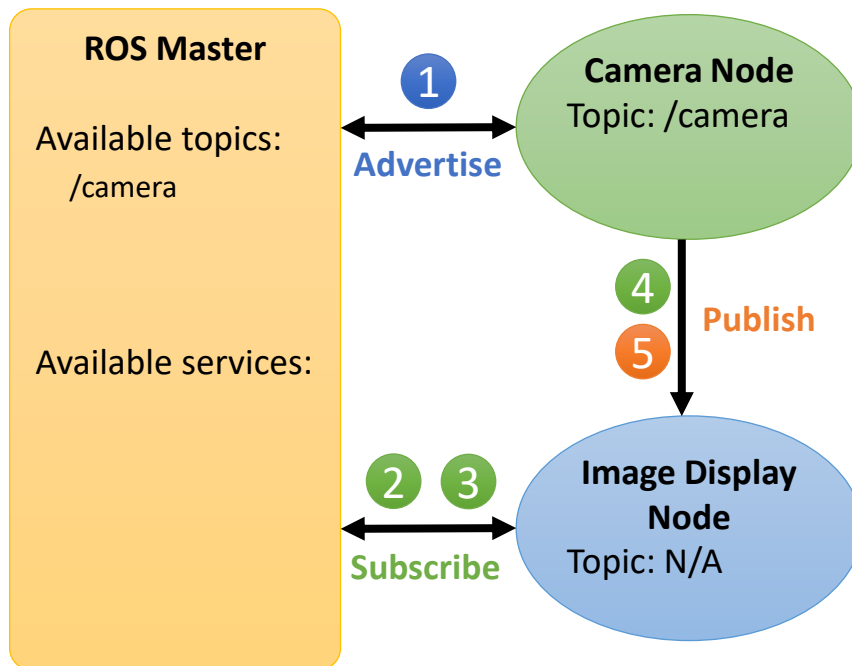 ROS Master
Available topics:
/camera
Available services:
1
Advertise
Camera Node
Topic: /camera
4
5
Publish
2 3
Subscribe
Image Display
Node
Topic: N/A